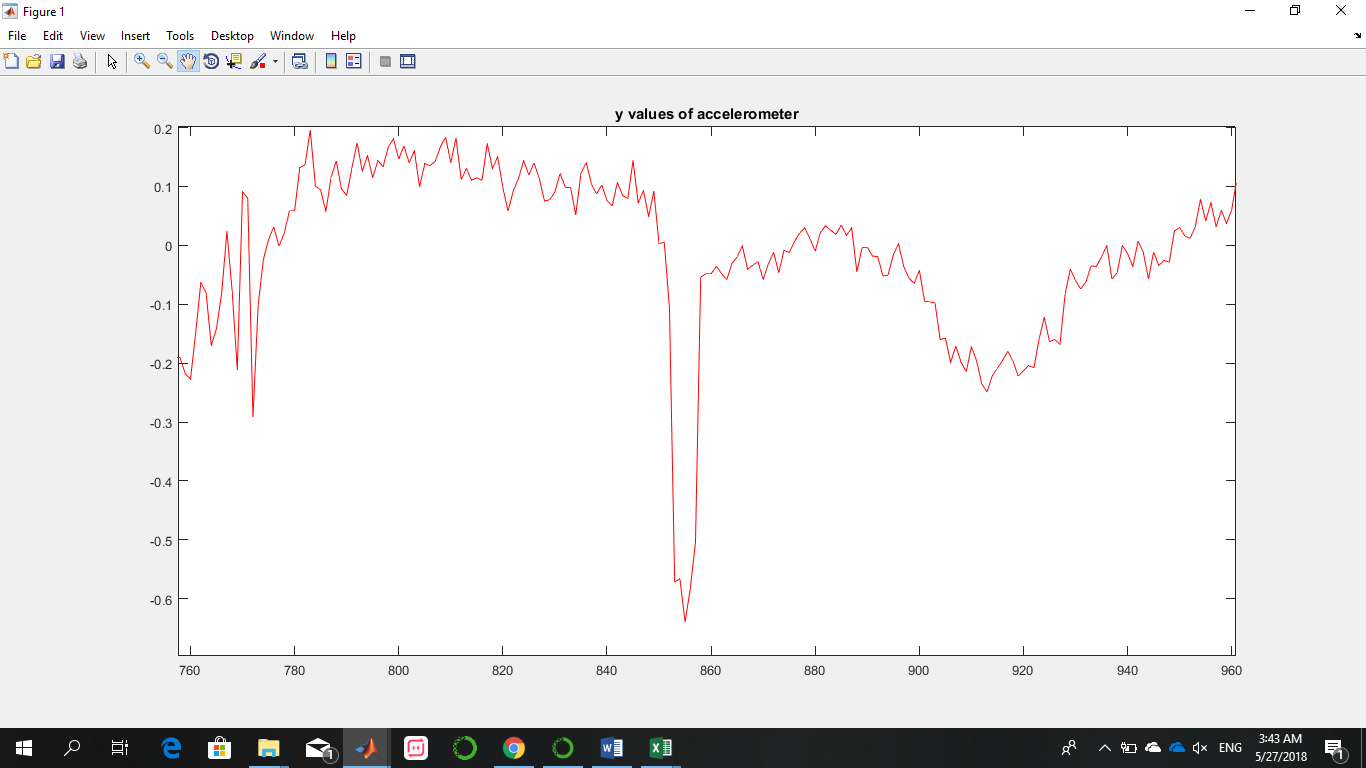 Figure 1
File Edit View Insert Tools Desktop Window Help
y values of accelerometer
0.2
0.1
0
-0.1
-0.2
-0.3
-0.4
-0.5
-0.6
760 780 800 820 840 860 880 900 920 940 960
1
ENG
3:43 AM
5/27/2018
1